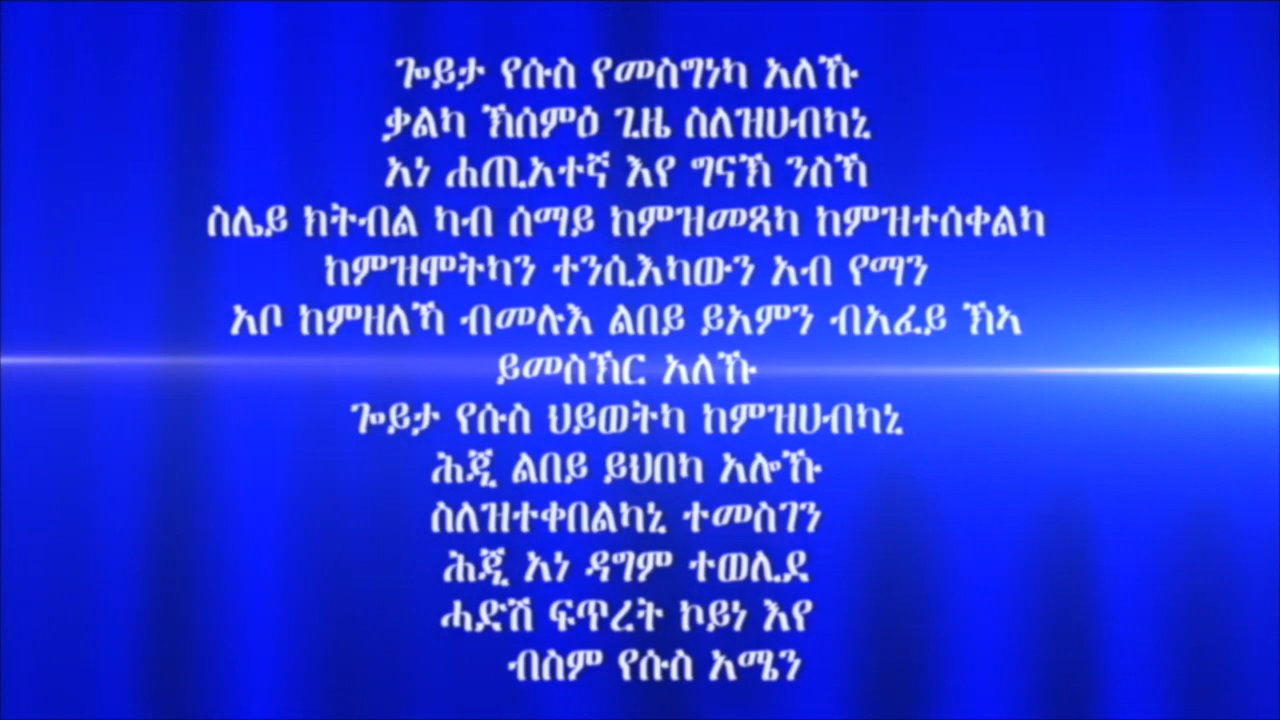 ጐይታ የሱስ የመስግነካ አለኹ
ቃልካ ኽሰምዕ ጊዜ ስለዝሀብካኒ
አነ ሐጢአተኛ እየ ግናኽ ንስኻ
ስሌይ ክትብል ካብ ሰማይ ከምዝመጻካ ከምዝተሰቀልካ
ከምዝሞትካን ተንሲእካውን አብ የማን
አቦ ከምዘለኻ ብመሉእ ልበይ ይአምን ብአፈይ ኽኣ
ይመስኽር አለኹ
ጐይታ የሱስ ህይወትካ ከምዝሀብካኒ
ሕጂ ልበይ ይህበካ አሎኹ
ስለዝተቀበልካኒ ተመስገን
ሕጂ አነ ዳግም ተወሊደ
ሓድሽ ፍጥረት ኮይነ እየ
ብስም የሱስ አሜን